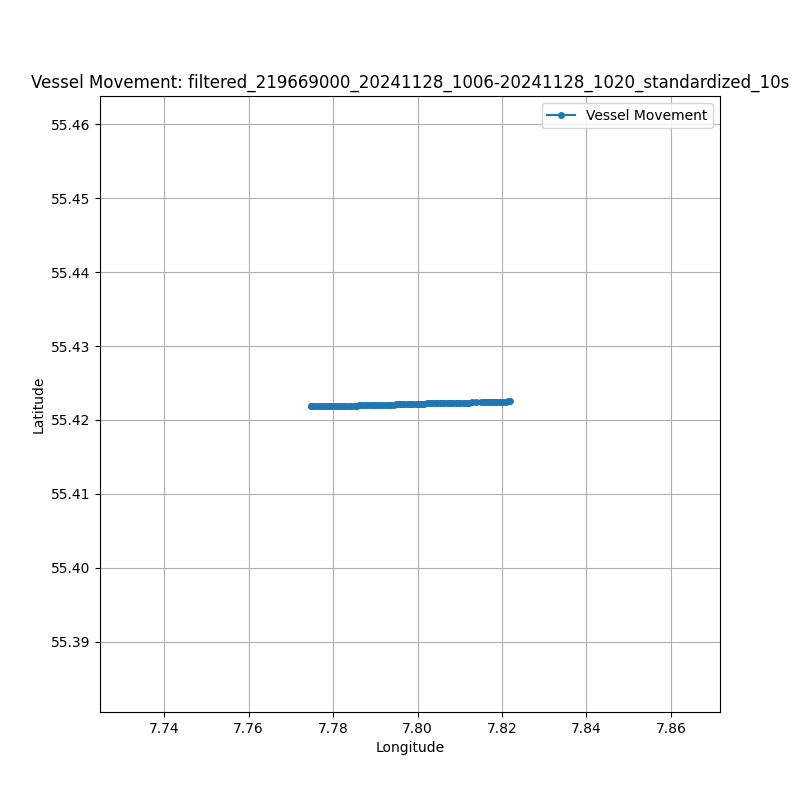 Vessel Movement: filtered_219669000_20241128_1006-20241128_1020_standardized_10s
Vessel Movement
55.46
55.45
55.44
55.43
55.42
55.41
55.40
55.39
Latitude
7.74 7.76 7.78 7.80 7.82 7.84 7.86
Longitude